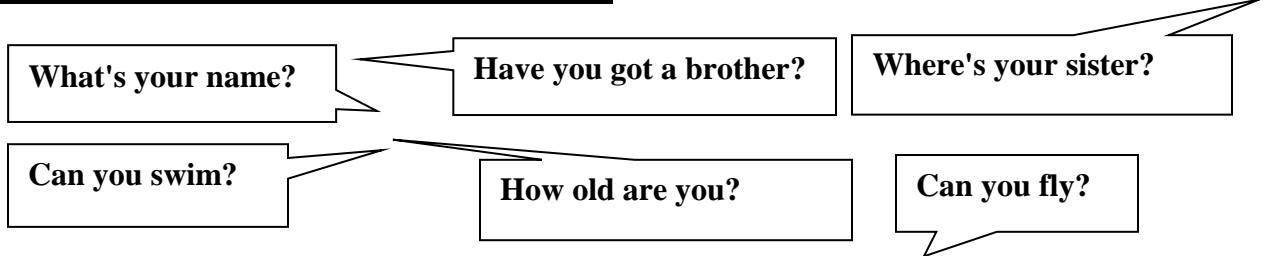 What's your name?
Have you got a brother?
Where's your sister?
Can you swim?
How old are you?
Can you fly?